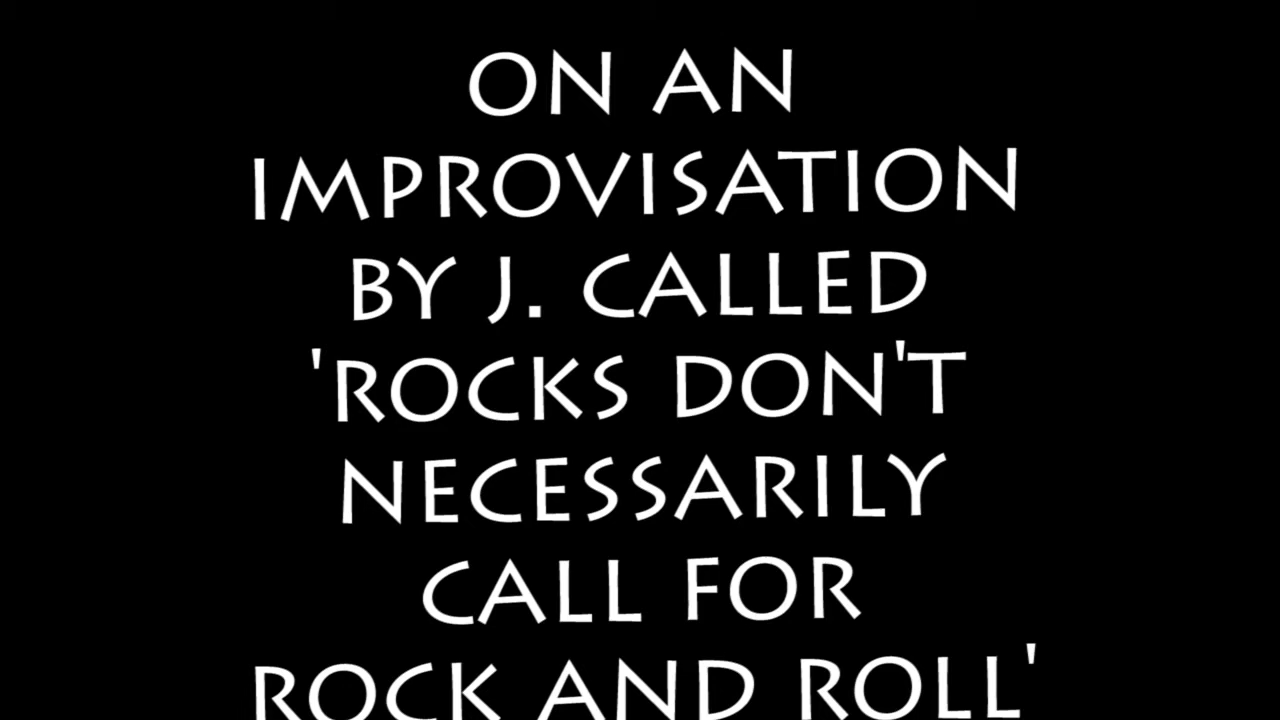 ON AN
IMPROVISATION
BY J. CALLED
'ROCKS DON'T
NECESSARILY
CALL FOR
ROCK AND ROLL'